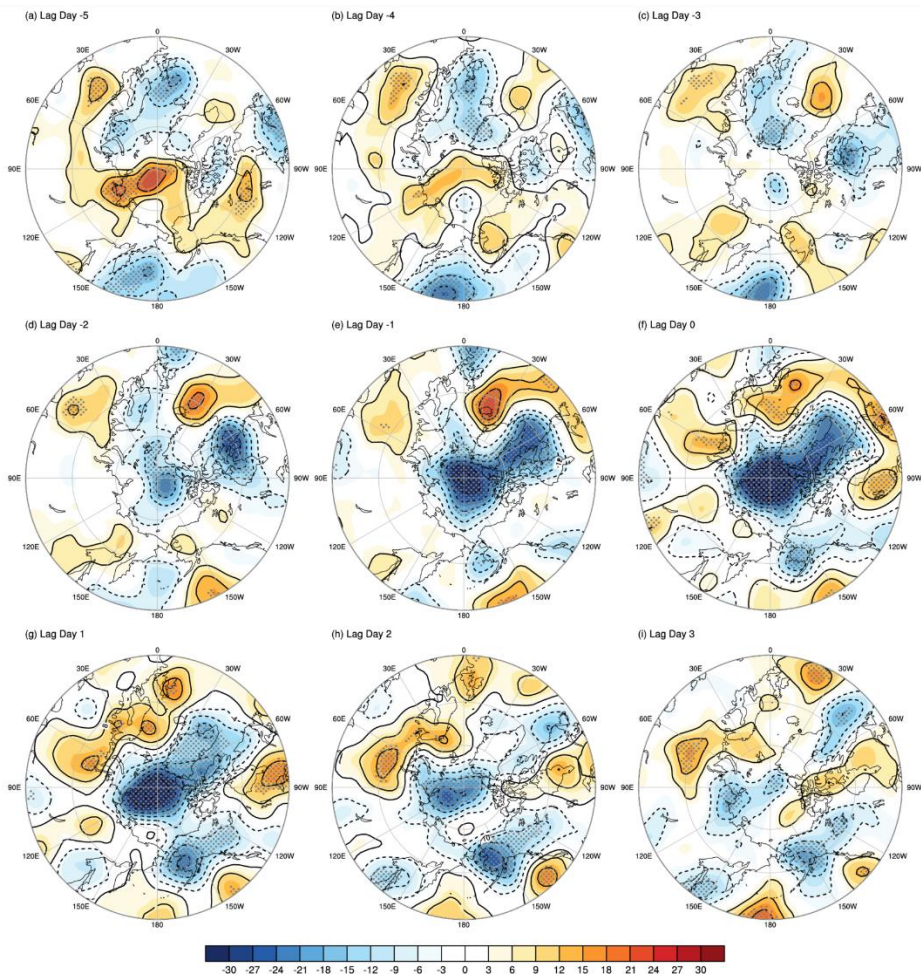 (a) Lag Day -5
(b) Lag Day -4
(c) Lag Day -3
0 0 0
30E 30W 30E 30W 30E 30W
60E 60W 60E 60W 60E 60W
90E 90W 90E 90W 90E 90W
120E 120W 120E 120W 120E 120W
150E 150W 150E 150W 150E 150W
180 180 180
(d) Lag Day -2
(e) Lag Day -1
(f) Lag Day 0
0 0 0
30E 30W 30E 30W 30E 30W
60E 60W 60E 60W 60E 60W
90E 90W 90E 90W 90E 90W
120E 120W 120E 120W 120E 120W
150E 150W 150E 150W 150E 150W
180 180 180
(g) Lag Day 1
(h) Lag Day 2
(i) Lag Day 3
0 0 0
30E 30W 30E 30W 30E 30W
60E 60W 60E 60W 60E 60W
90E 90W 90E 90W 90E 90W
120E 120W 120E 120W 120E 120W
150E 150W 150E 150W 150E 150W
180 180 180
-30 -27 -24 -21 -18 -15 -12 -9 -6 -3 0 3 6 9 12 15 18 21 24 27 30